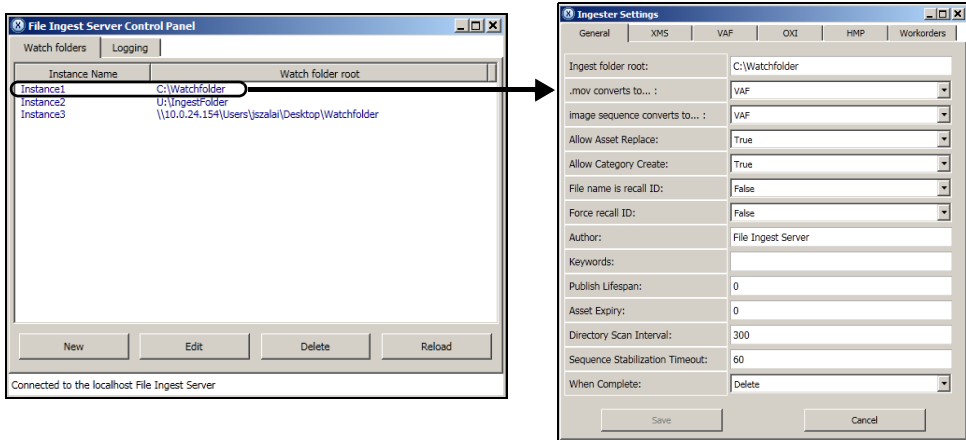 File Ingest Server Control Panel
Watch folders Logging
Instance Name Watch folder root
Instance1 C:\Watchfolder
Instance2 U:\IngestFolder
Instance3 \\10.0.24.154\Users\jszalai\Desktop\Watchfolder
New Edit Delete Reload
Connected to the localhost File Ingest Server
Ingester Settings
General XMS VAF OXI HMP Workorders
Ingest folder root: C:\Watchfolder
.mov converts to... : VAF
image sequence converts to... : VAF
Allow Asset Replace: True
Allow Category Create: True
File name is recall ID: False
Force recall ID: False
Author: File Ingest Server
Keywords:
Publish Lifespan: 0
Asset Expiry: 0
Directory Scan Interval: 300
Sequence Stabilization Timeout: 60
When Complete: Delete
Save Cancel